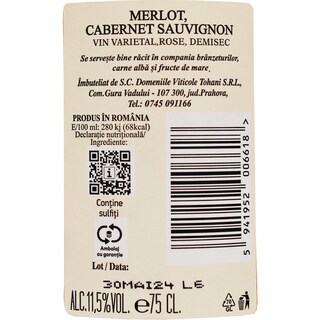 MERLOT,
CABERNET SAUVIGNON
VIN VARIETAL,ROSE, DEMISEC
Se servește bine răcit în compania brânzeturilor,
carne albă și fructe de mare.
Îmbuteliat de S.C. Domeniile Viticole Tohani S.R.L,
Com.Gura Vadului - 107 300, jud.Prahova,
Tel. 0745 091166
PRODUS ÎN ROMÂNIA
E/100 ml: 280 kj (68kcal)
Declarație nutrițională/
Ingrediente:
i
Conține
sulfiți
Ambalaj
cu garanție
5 941952 006618 >
Lot / Data:
30MAI24 L6
ALC.11,5%VOL. e75 CL.
70
GL